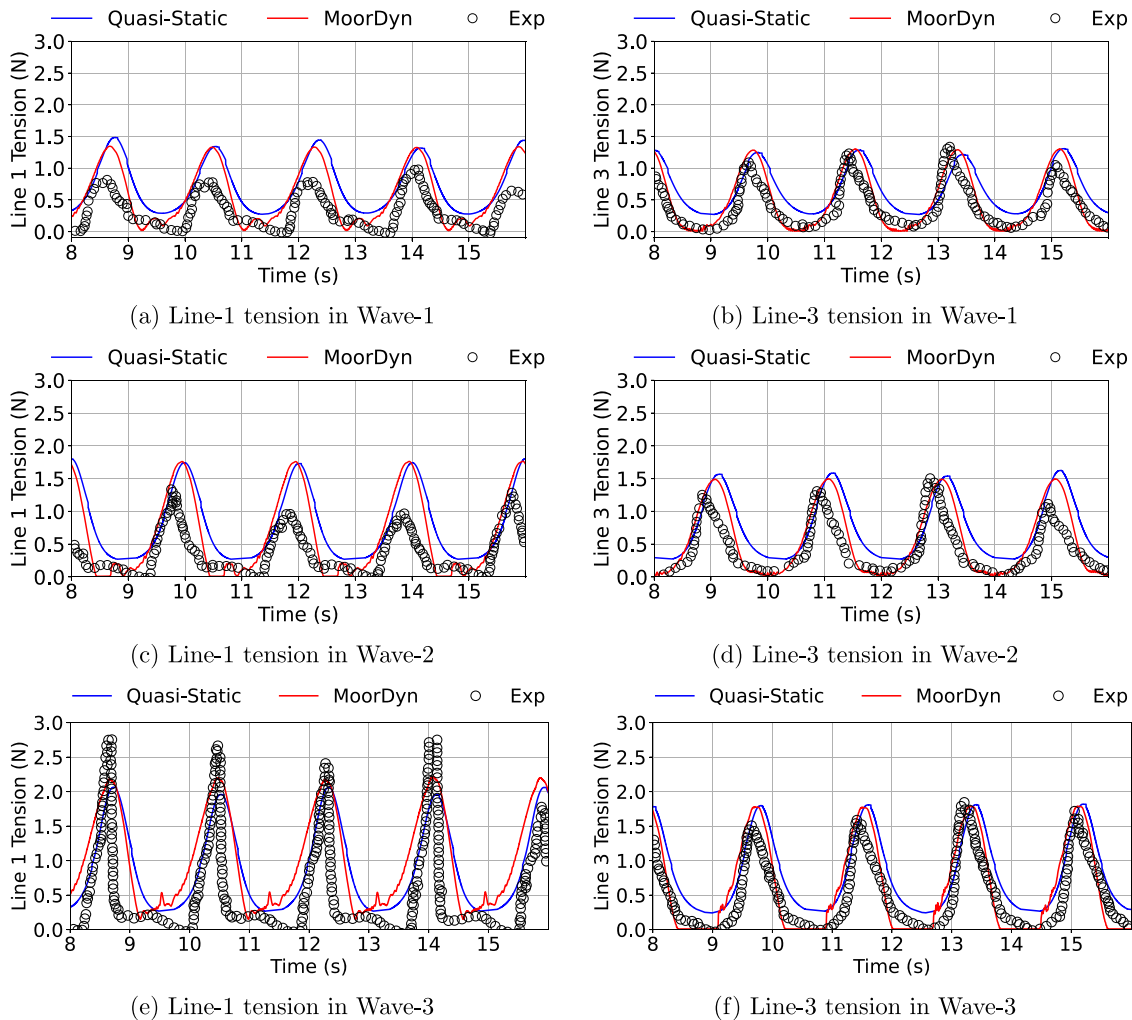 Quasi-Static MoorDyn Exp
Line 1 Tension (N)
3.0
2.5
2.0
1.5
1.0
0.5
0.0
8 9 10 11 12 13 14 15
Time (s)
(a) Line-1 tension in Wave-1
Quasi-Static MoorDyn Exp
Line 3 Tension (N)
3.0
2.5
2.0
1.5
1.0
0.5
0.0
8 9 10 11 12 13 14 15
Time (s)
(b) Line-3 tension in Wave-1
Quasi-Static MoorDyn Exp
Line 1 Tension (N)
3.0
2.5
2.0
1.5
1.0
0.5
0.0
8 9 10 11 12 13 14 15
Time (s)
(c) Line-1 tension in Wave-2
Quasi-Static MoorDyn Exp
Line 3 Tension (N)
3.0
2.5
2.0
1.5
1.0
0.5
0.0
8 9 10 11 12 13 14 15
Time (s)
(d) Line-3 tension in Wave-2
Quasi-Static MoorDyn Exp
Line 1 Tension (N)
3.0
2.5
2.0
1.5
1.0
0.5
0.0
8 9 10 11 12 13 14 15
Time (s)
(e) Line-1 tension in Wave-3
Quasi-Static MoorDyn Exp
Line 3 Tension (N)
3.0
2.5
2.0
1.5
1.0
0.5
0.0
8 9 10 11 12 13 14 15
Time (s)
(f) Line-3 tension in Wave-3